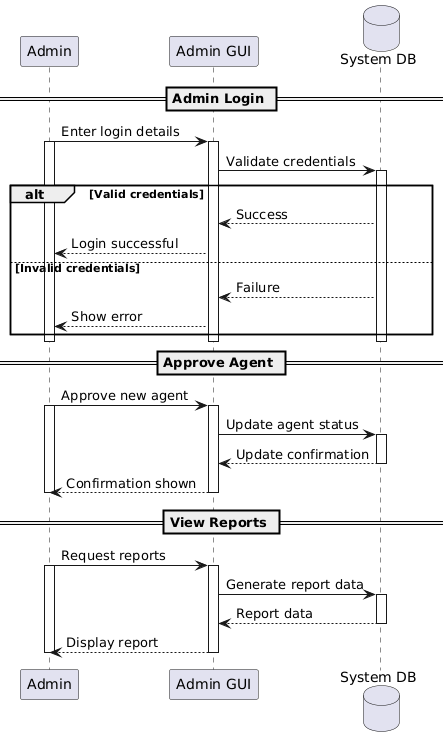 Admin
Admin GUI
System DB
Admin Login
Enter login details
Validate credentials
alt
[Valid credentials]
Success
Login successful
[Invalid credentials]
Failure
Show error
Approve Agent
Approve new agent
Update agent status
Update confirmation
Confirmation shown
View Reports
Request reports
Generate report data
Report data
Display report
Admin
Admin GUI
System DB